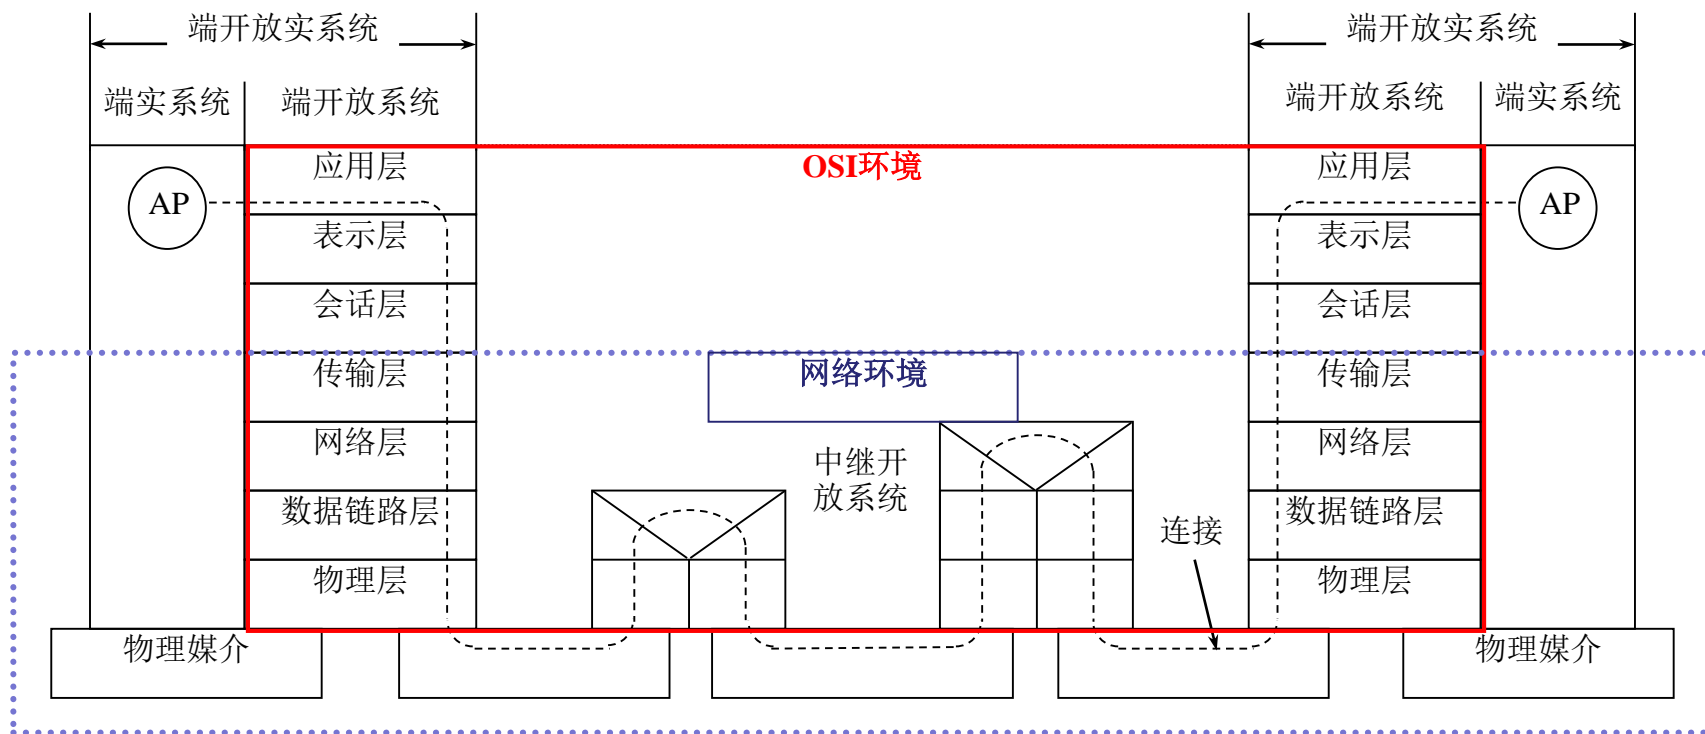 端开放实系统
端开放实系统
端实系统
端开放系统
端开放系统
端实系统
应用层
OSI环境
应用层
AP
AP
表示层
表示层
会话层
会话层
传输层
网络环境
传输层
网络层
中继开
放系统
网络层
数据链路层
连接
数据链路层
物理层
物理层
物理媒介
物理媒介